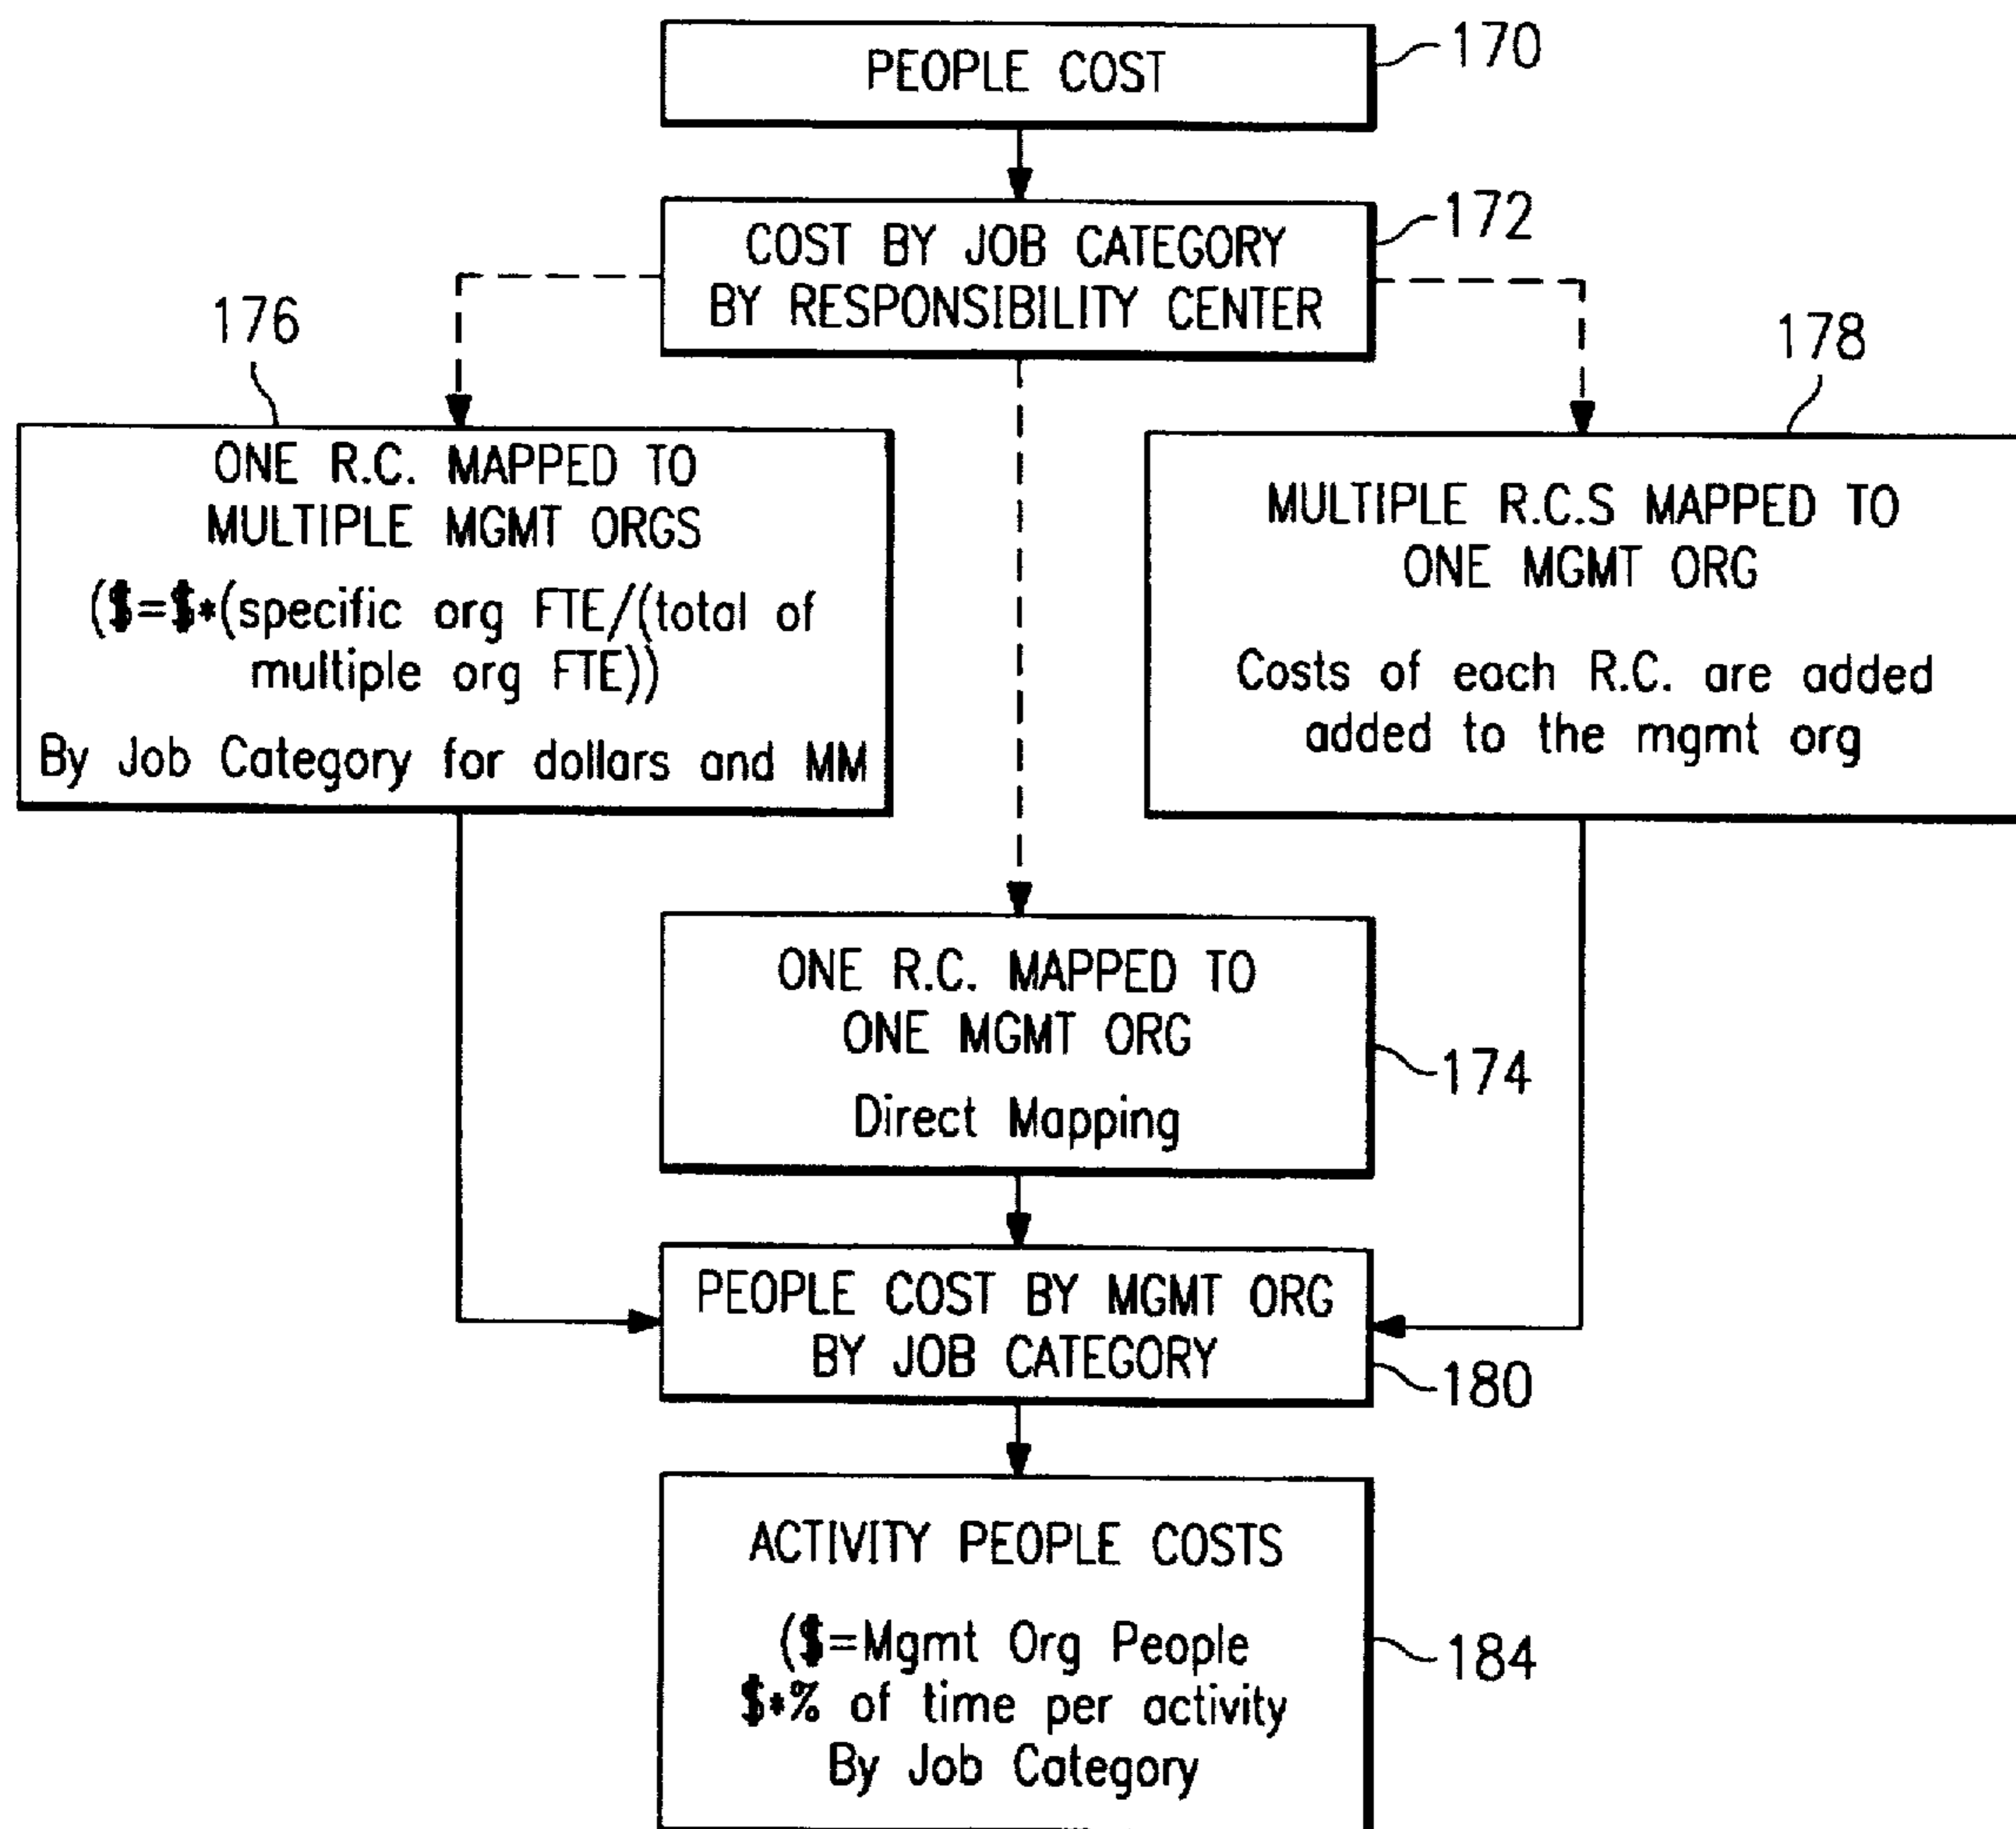 PEOPLE COST
170
COST BY JOB CATEGORY
BY RESPONSIBILITY CENTER
172
176
178
ONE R.C. MAPPED TO
MULTIPLE MGMT ORGS
($=$*(specific org FTE/(total of
multiple org FTE))
By Job Category for dollars and MM
MULTIPLE R.C.S MAPPED TO
ONE MGMT ORG
Costs of each R.C. are added
added to the mgmt org
ONE R.C. MAPPED TO
ONE MGMT ORG
Direct Mapping
174
PEOPLE COST BY MGMT ORG
BY JOB CATEGORY
180
ACTIVITY PEOPLE COSTS
($=Mgmt Org People
$*% of time per activity
By Job Category
184